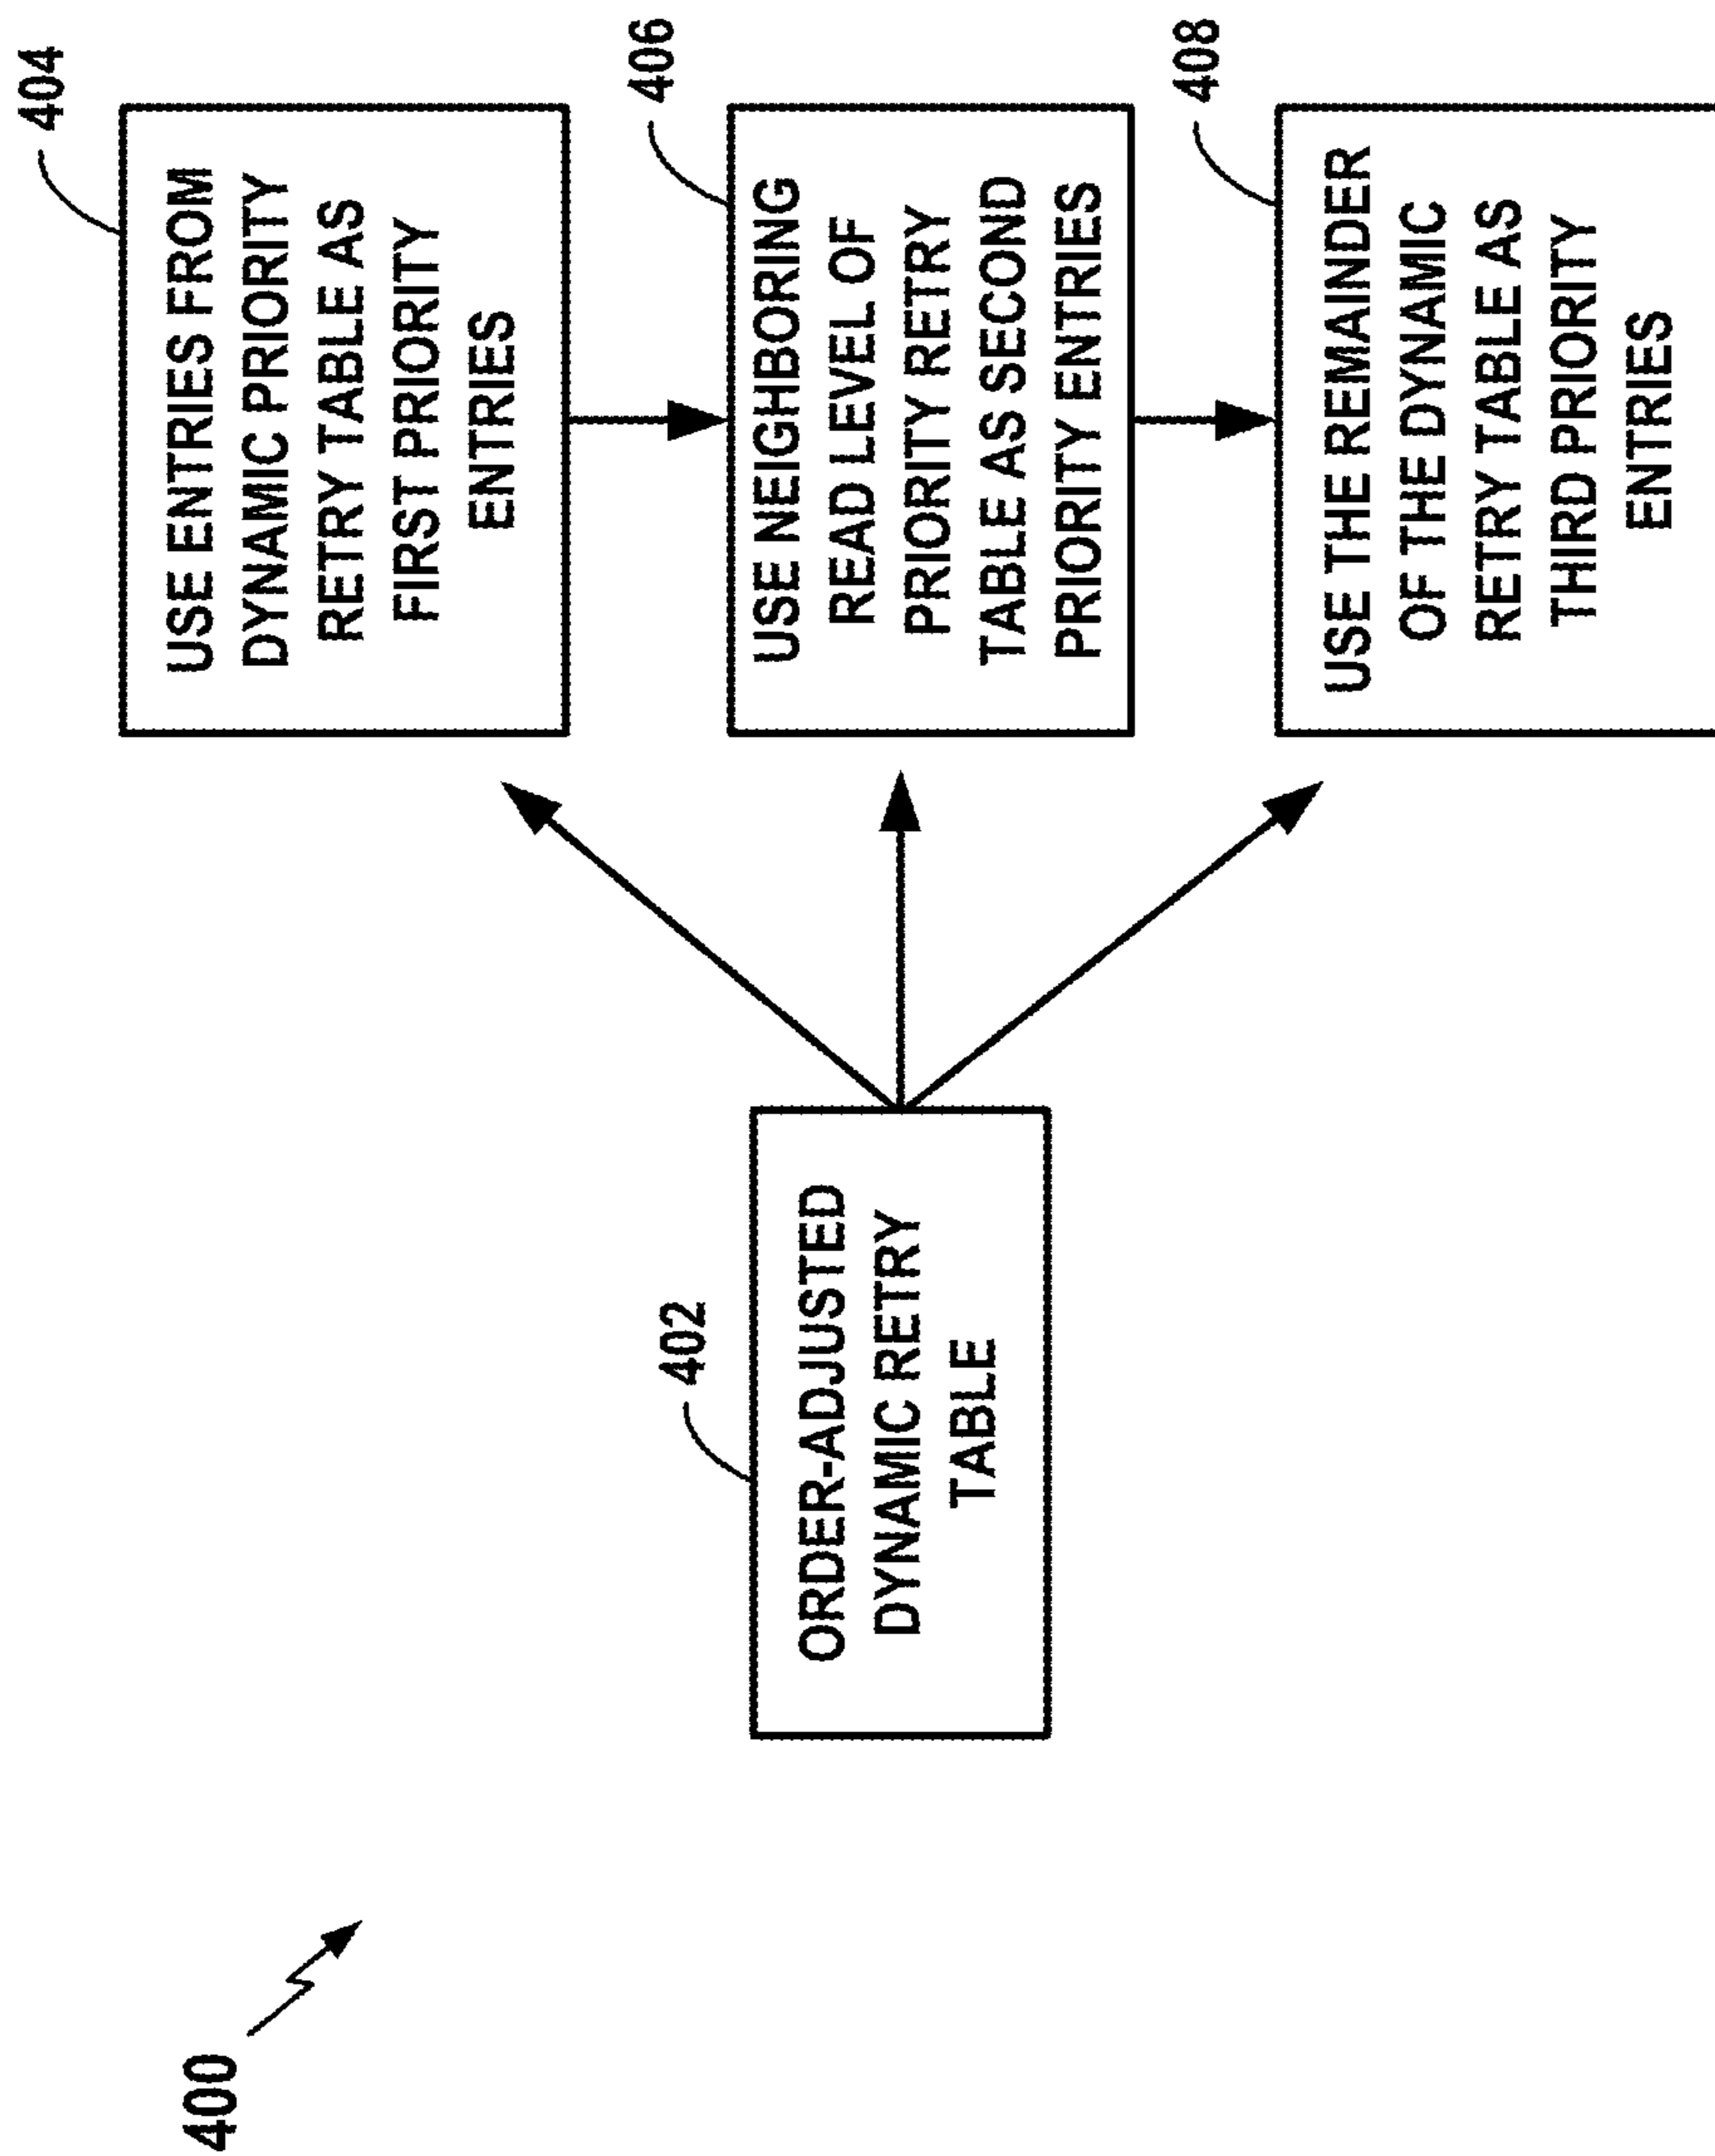 400
402
ORDER-ADJUSTED
DYNAMIC RETRY
TABLE
404
USE ENTRIES FROM
DYNAMIC PRIORITY
RETRY TABLE AS
FIRST PRIORITY
ENTRIES
406
USE NEIGHBORING
READ LEVEL OF
PRIORITY RETRY
TABLE AS SECOND
PRIORITY ENTRIES
408
USE THE REMAINDER
OF THE DYNAMIC
RETRY TABLE AS
THIRD PRIORITY
ENTRIES